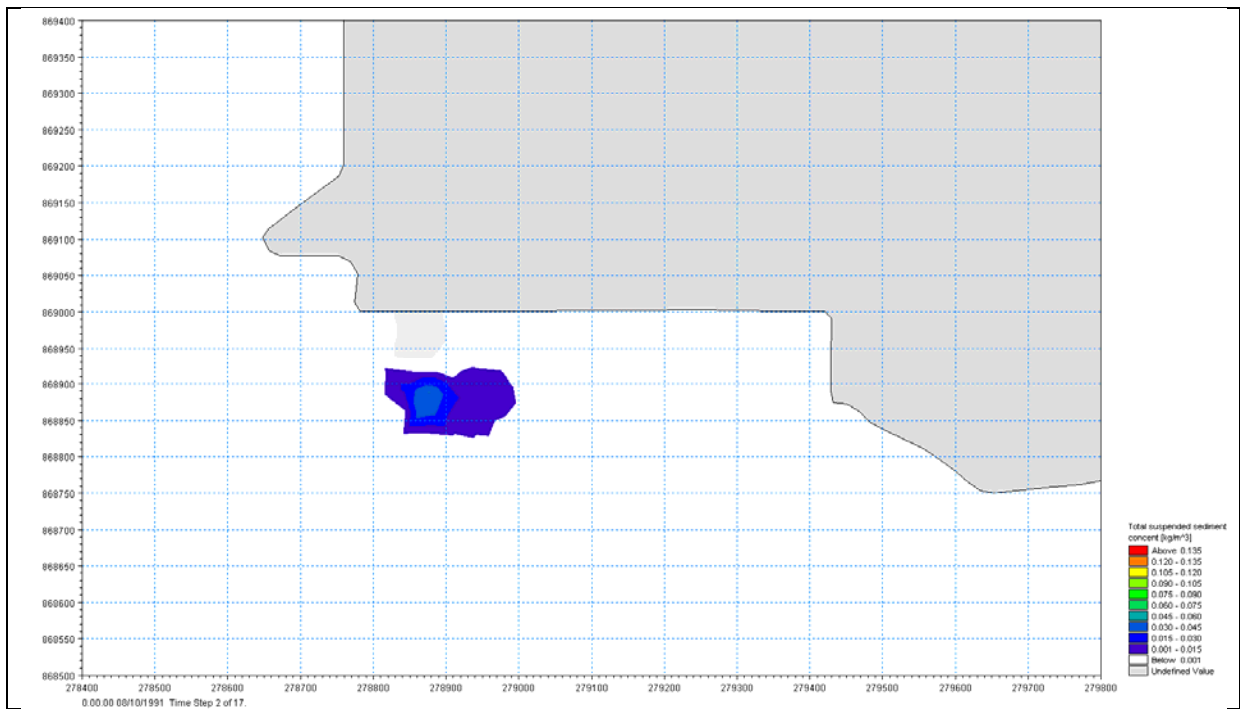 869400
869350
869300
869250
869200
869150
869100
869050
869000
868950
868900
868850
868800
868750
868700
868650
868600
868550
868500
278400 278500 278600 278700 278800 278900 279000 279100 279200 279300 279400 279500 279600 279700 279800
0:00:00 08/10/1991 Time Step 2 of 17.
Total suspended sediment
concent [kg/m^3]
Above 0.135
0.120 - 0.135
0.105 - 0.120
0.090 - 0.105
0.075 - 0.090
0.060 - 0.075
0.045 - 0.060
0.030 - 0.045
0.015 - 0.030
0.001 - 0.015
Below 0.001
Undefined Value